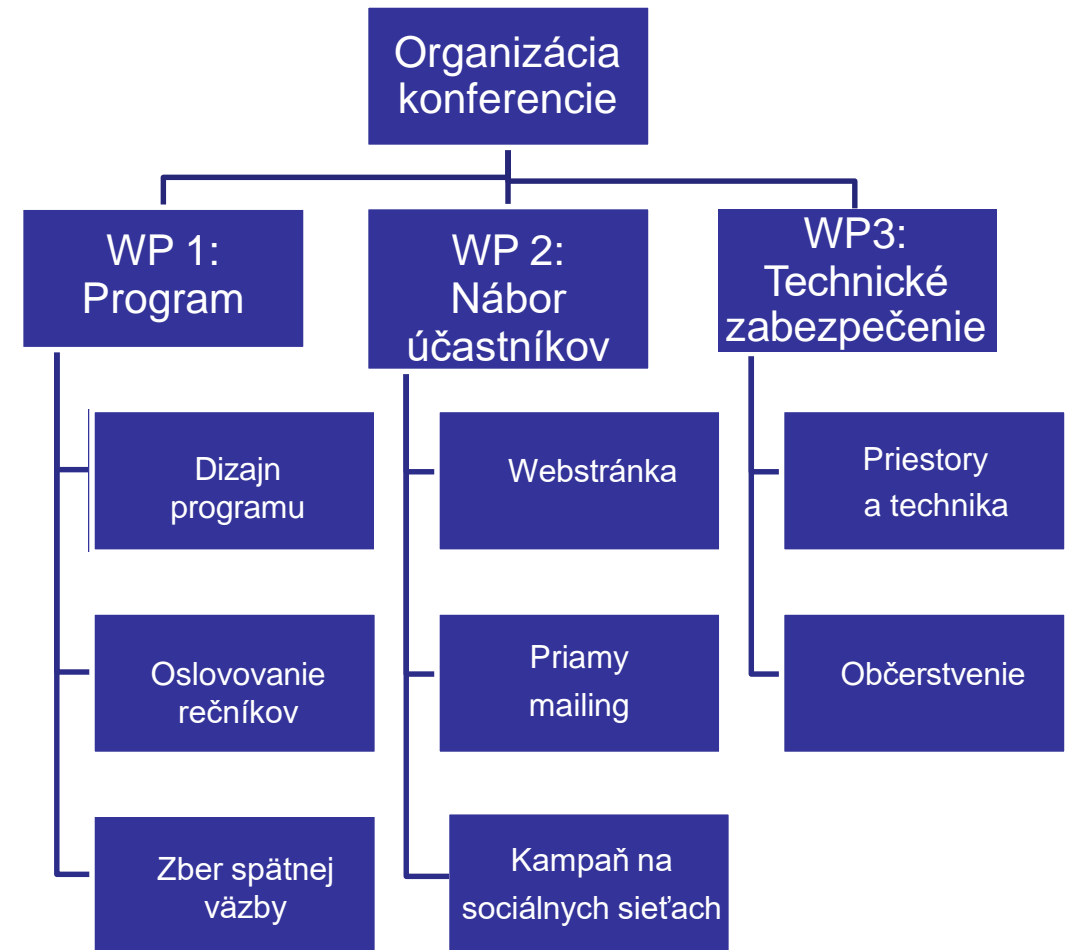 Organizácia
konferencie
WP 1:
Program
WP 2:
Nábor
účastníkov
WP3:
Technické
zabezpečenie
Dizajn
programu
Webstránka
Priestory
a technika
Oslovovanie
rečníkov
Priamy
mailing
Občerstvenie
Zber spätnej
väzby
Kampaň na
sociálnych sieťach